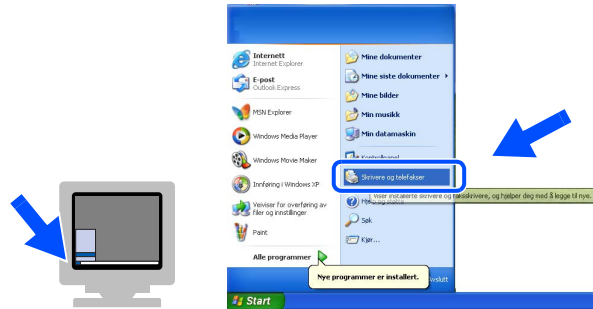 Internett
Internet Explorer
E-post
Outlook Express
MSN Explorer
Windows Media Player
Windows Movie Maker
Innføring i Windows XP
Veiviser for overføring av
filer og innstillinger
Paint
Alle programmer
Mine dokumenter
Mine siste dokumenter
Mine bilder
Min musikk
Min datamaskin
Kontrollpanel
Skrivere og telefakser
Viser installerte skrivere og faksskrivere, og hjelper deg med å legge til nye.
Søk
Kjør...
Nye programmer er installert.
Start